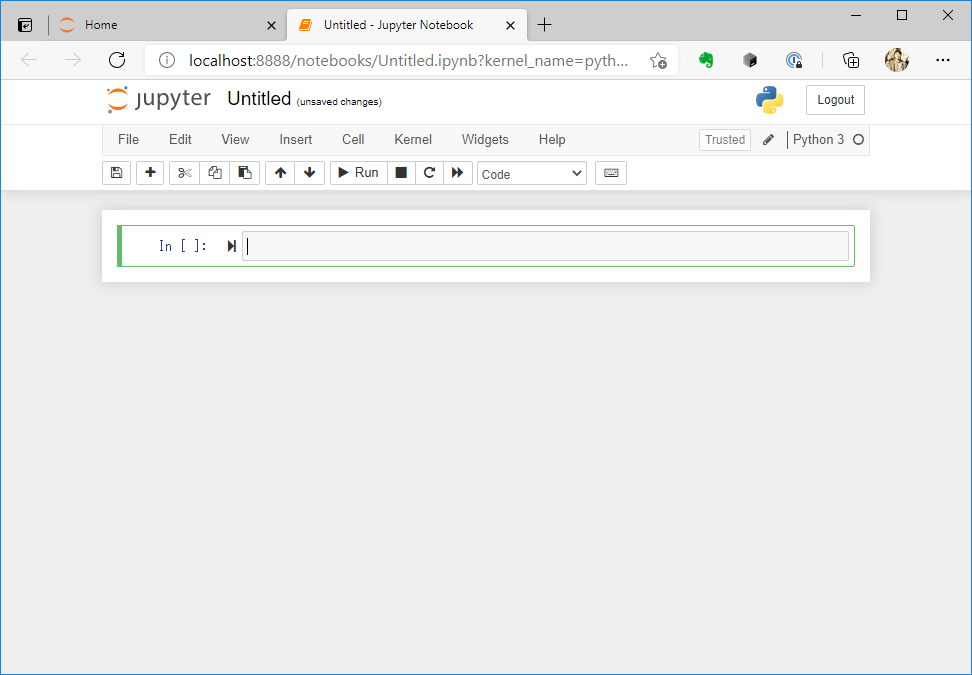 Home
Untitled - Jupyter Notebook
localhost:8888/notebooks/Untitled.ipynb?kernel_name=pyth...
jupyter Untitled (unsaved changes)
Logout
File Edit View Insert Cell Kernel Widgets Help
Trusted
Python 3
Run
Code
In [ ]: